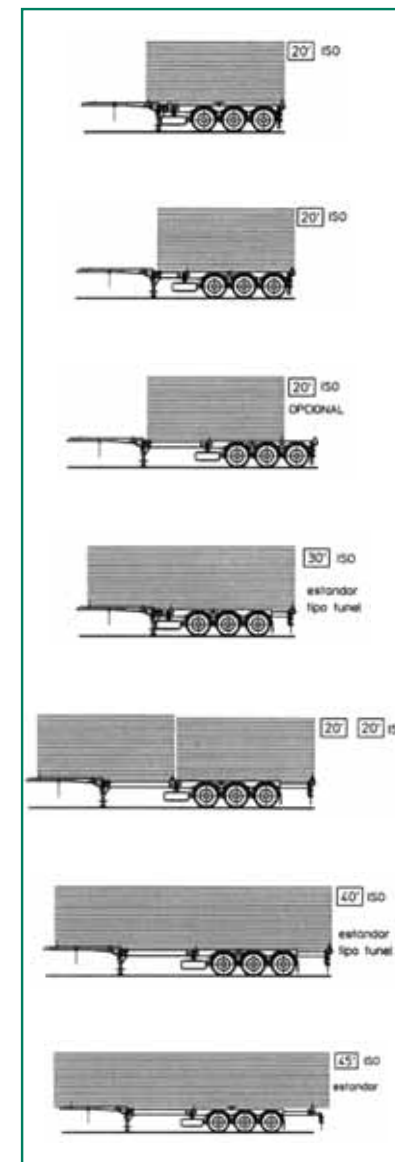 20' ISO
20' ISO
20' ISO
OPCIONAL
30' ISO
estandar
tipo tunel
20' 20' IS
40' ISO
estandar
tipo tunel
45' ISO
estandar